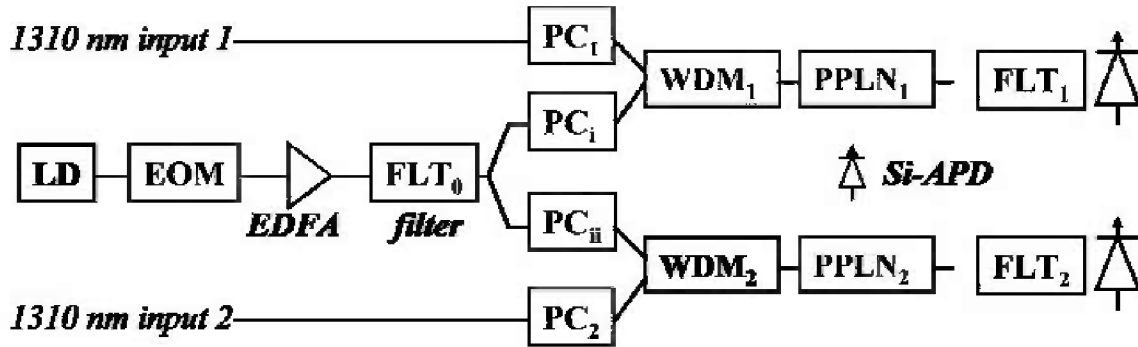 1310 nm input 1
PC₁
WDM₁
PPLN₁
FLT₁
PCᵢ
LD
EOM
FLT₀
Si-APD
EDFA
filter
PCᵢᵢ
WDM₂
PPLN₂
FLT₂
1310 nm input 2
PC₂